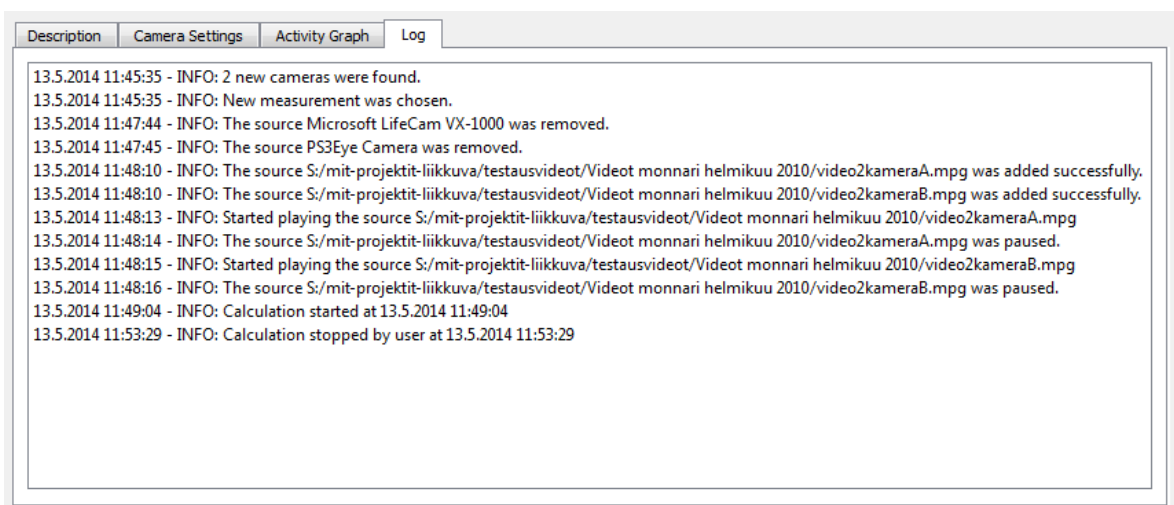 Description Camera Settings Activity Graph Log
13.5.2014 11:45:35 - INFO: 2 new cameras were found.
13.5.2014 11:45:35 - INFO: New measurement was chosen.
13.5.2014 11:47:44 - INFO: The source Microsoft LifeCam VX-1000 was removed.
13.5.2014 11:47:45 - INFO: The source PS3Eye Camera was removed.
13.5.2014 11:48:10 - INFO: The source S:/mit-projektit-liikkuva/testausvideot/Videot monnari helmikuu 2010/video2kameraA.mpg was added successfully.
13.5.2014 11:48:10 - INFO: The source S:/mit-projektit-liikkuva/testausvideot/Videot monnari helmikuu 2010/video2kameraB.mpg was added successfully.
13.5.2014 11:48:13 - INFO: Started playing the source S:/mit-projektit-liikkuva/testausvideot/Videot monnari helmikuu 2010/video2kameraA.mpg
13.5.2014 11:48:14 - INFO: The source S:/mit-projektit-liikkuva/testausvideot/Videot monnari helmikuu 2010/video2kameraA.mpg was paused.
13.5.2014 11:48:15 - INFO: Started playing the source S:/mit-projektit-liikkuva/testausvideot/Videot monnari helmikuu 2010/video2kameraB.mpg
13.5.2014 11:48:16 - INFO: The source S:/mit-projektit-liikkuva/testausvideot/Videot monnari helmikuu 2010/video2kameraB.mpg was paused.
13.5.2014 11:49:04 - INFO: Calculation started at 13.5.2014 11:49:04
13.5.2014 11:53:29 - INFO: Calculation stopped by user at 13.5.2014 11:53:29